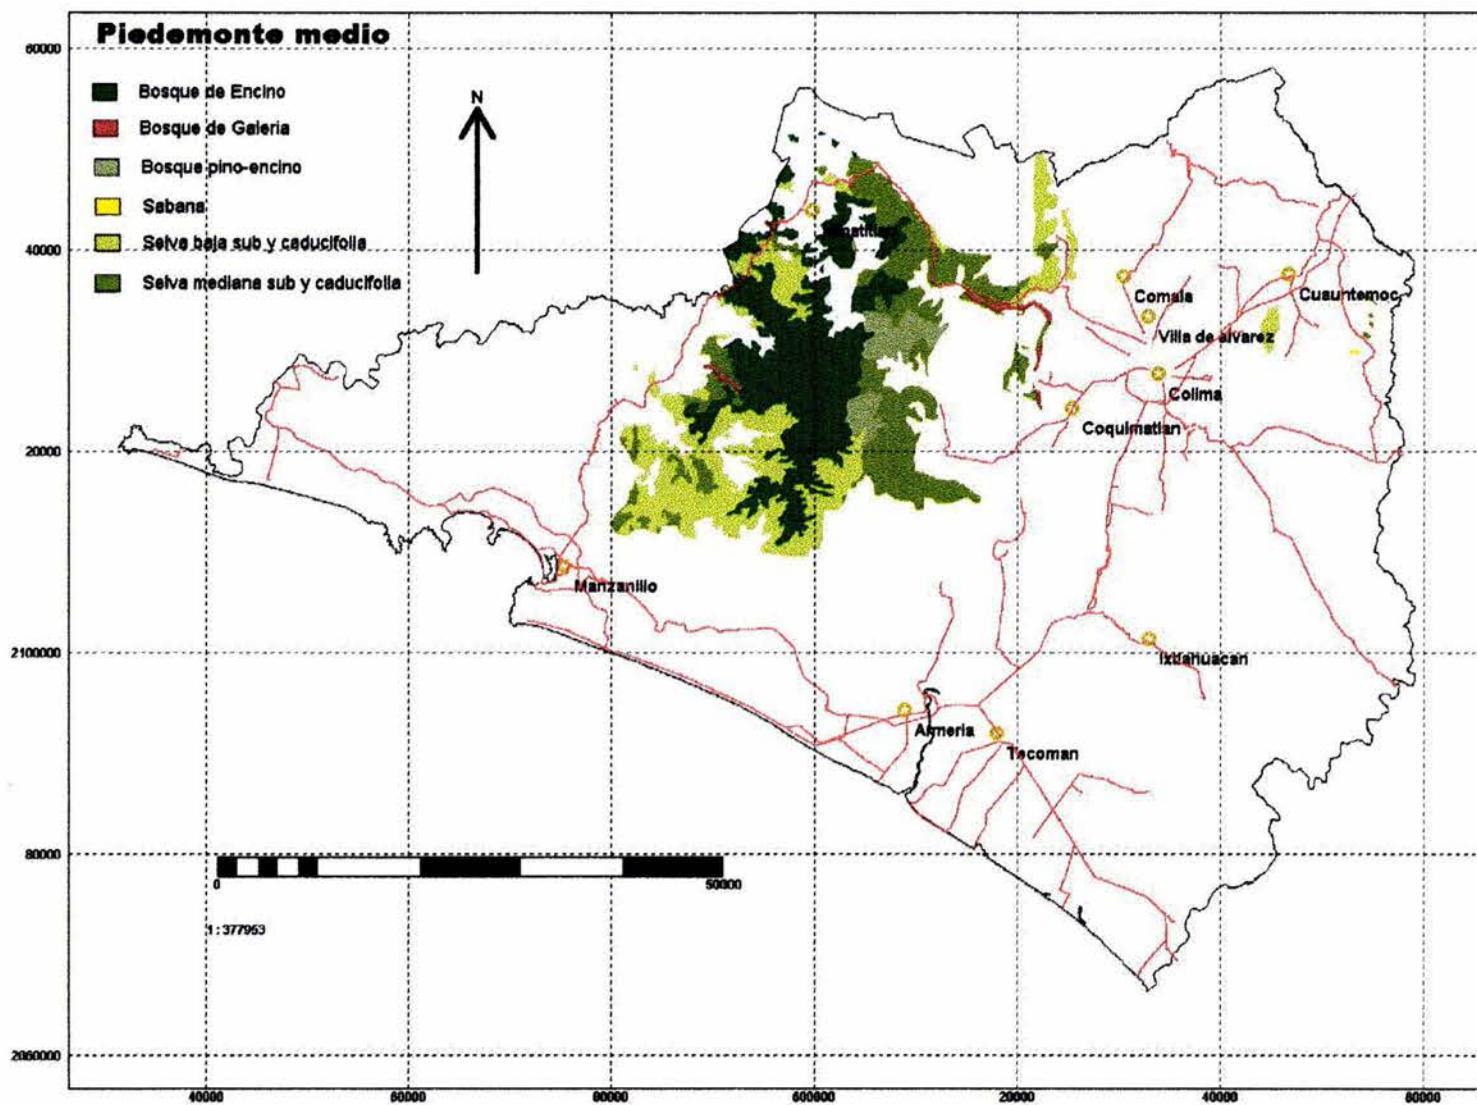 Piedemonte medio
60000
Bosque de Encino
N
Bosque de Galeria
Bosque pino-encino
Sabana
40000
Selva baja sub y caducifolia
Selva mediana sub y caducifolia
Comala
Cuauntemoc
Villa de alvarez
Colima
Coquimatlan
20000
Manzanillo
2100000
Ixtlahuacan
Armeria
Tecoman
80000
0
50000
1 : 377953
2060000
40000
60000
80000
600000
20000
40000
60000